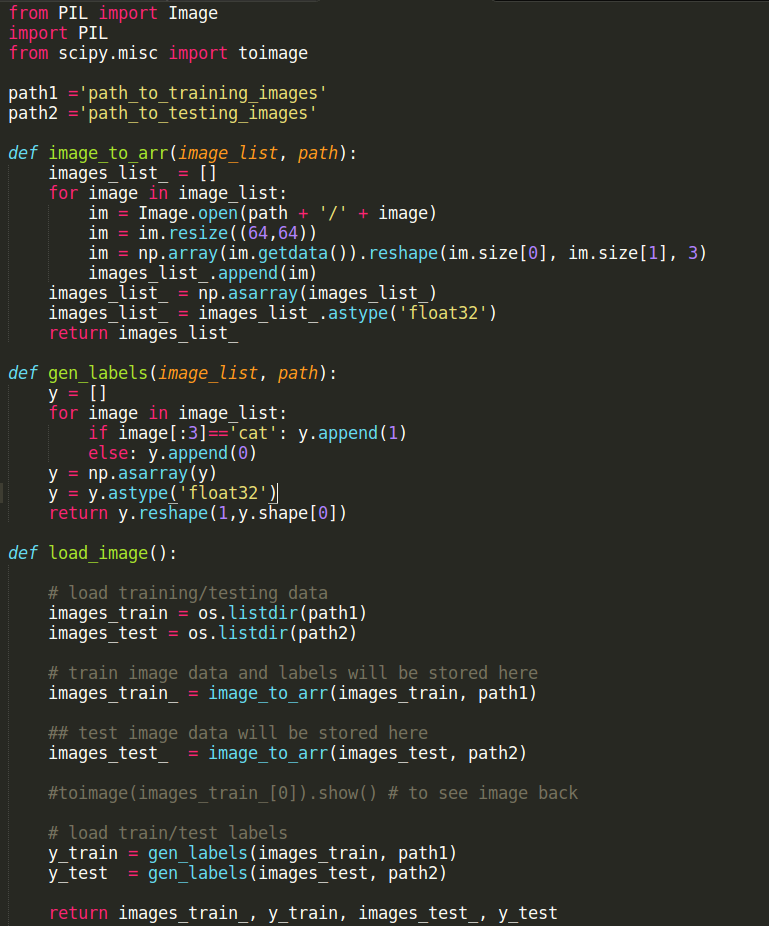 from PIL import Image
import PIL
from scipy.misc import toimage

path1 ='path_to_training_images'
path2 ='path_to_testing_images'

def image_to_arr(image_list, path):
    images_list_ = []
    for image in image_list:
        im = Image.open(path + '/' + image)
        im = im.resize((64,64))
        im = np.array(im.getdata()).reshape(im.size[0], im.size[1], 3)
        images_list_.append(im)
    images_list_ = np.asarray(images_list_)
    images_list_ = images_list_.astype('float32')
    return images_list_

def gen_labels(image_list, path):
    y = []
    for image in image_list:
        if image[:3]=='cat': y.append(1)
        else: y.append(0)
    y = np.asarray(y)
    y = y.astype('float32')
    return y.reshape(1,y.shape[0])

def load_image():

    # load training/testing data
    images_train = os.listdir(path1)
    images_test = os.listdir(path2)

    # train image data and labels will be stored here
    images_train_ = image_to_arr(images_train, path1)

    ## test image data will be stored here
    images_test_  = image_to_arr(images_test, path2)

    #toimage(images_train_[0]).show() # to see image back

    # load train/test labels
    y_train = gen_labels(images_train, path1)
    y_test  = gen_labels(images_test, path2)

    return images_train_, y_train, images_test_, y_test